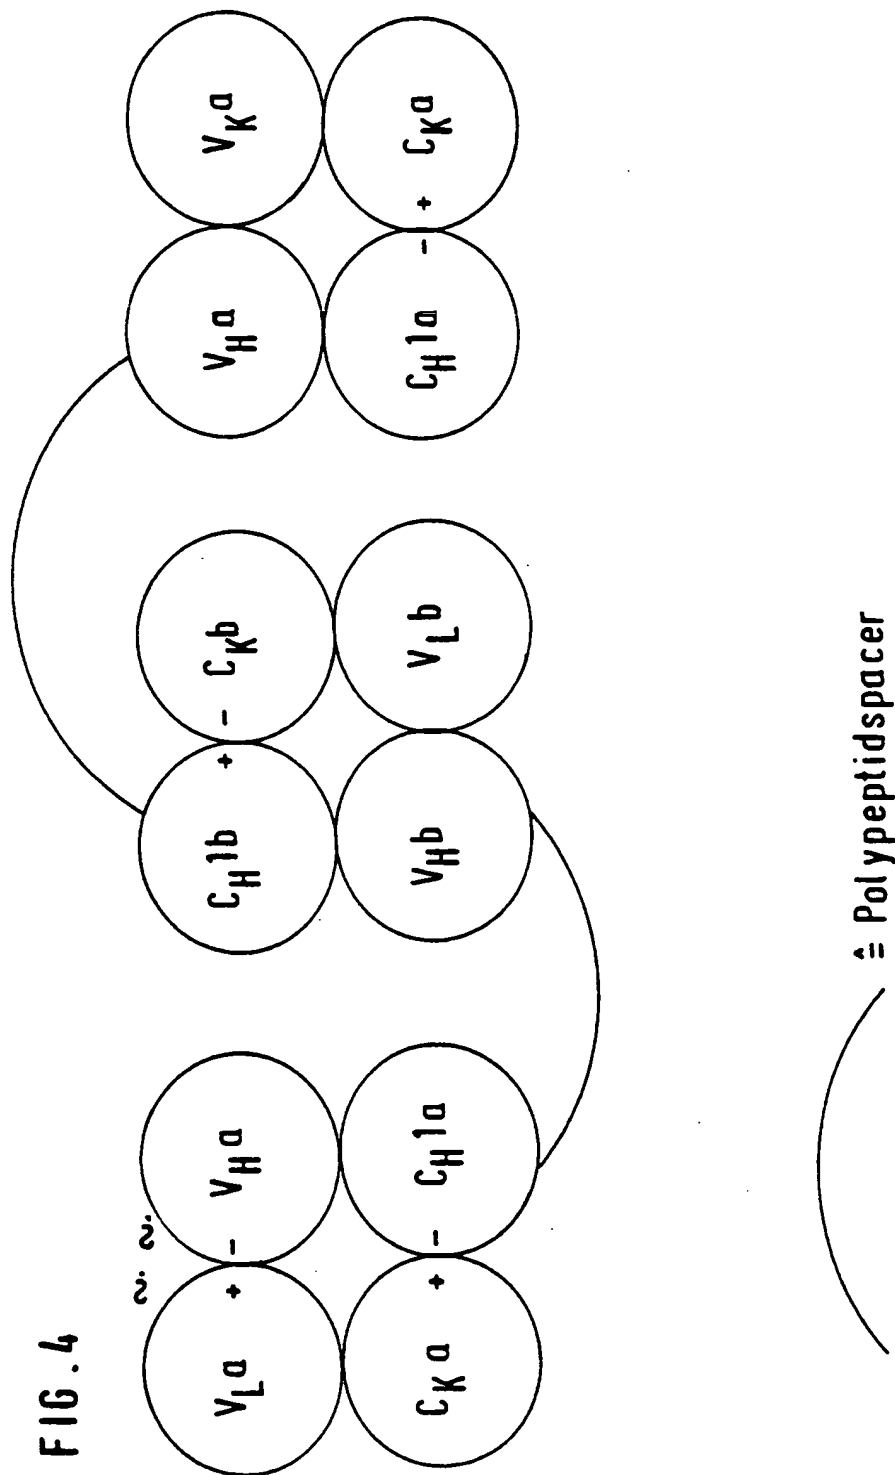 FIG.4
? ?
V_L a + - V_H a
C_K a + - C_H 1a
C_H 1b + - C_K b
V_H b V_L b
V_H a V_K a
C_H 1a - + C_K a
≙ Polypeptidspacer